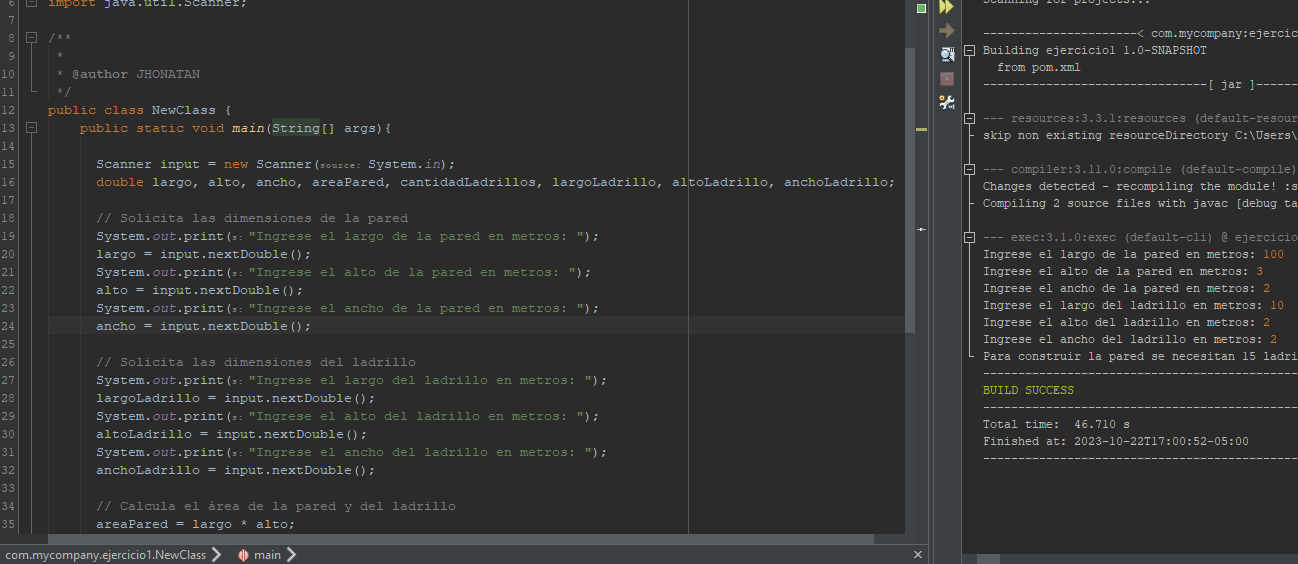 6 import java.util.Scanner;
7
8 /**
9 *
10 * @author JHONATAN
11 */
12 public class NewClass {
13 public static void main(String[] args){
14
15 Scanner input = new Scanner(source: System.in);
16 double largo, alto, ancho, areaPared, cantidadLadrillos, largoLadrillo, altoLadrillo, anchoLadrillo;
17
18 // Solicita las dimensiones de la pared
19 System.out.print(s: "Ingrese el largo de la pared en metros: ");
20 largo = input.nextDouble();
21 System.out.print(s: "Ingrese el alto de la pared en metros: ");
22 alto = input.nextDouble();
23 System.out.print(s: "Ingrese el ancho de la pared en metros: ");
24 ancho = input.nextDouble();
25
26 // Solicita las dimensiones del ladrillo
27 System.out.print(s: "Ingrese el largo del ladrillo en metros: ");
28 largoLadrillo = input.nextDouble();
29 System.out.print(s: "Ingrese el alto del ladrillo en metros: ");
30 altoLadrillo = input.nextDouble();
31 System.out.print(s: "Ingrese el ancho del ladrillo en metros: ");
32 anchoLadrillo = input.nextDouble();
33
34 // Calcula el área de la pared y del ladrillo
35 areaPared = largo * alto;
com.mycompany.ejercicio1.NewClass main
Scanning for projects...
----------------------< com.mycompany:ejercic
Building ejercicio1 1.0-SNAPSHOT
from pom.xml
--------------------------------[ jar ]------
--- resources:3.3.1:resources (default-resour
skip non existing resourceDirectory C:\Users\
--- compiler:3.11.0:compile (default-compile)
Changes detected - recompiling the module! :s
Compiling 2 source files with javac [debug ta
--- exec:3.1.0:exec (default-cli) @ ejercicio
Ingrese el largo de la pared en metros: 100
Ingrese el alto de la pared en metros: 3
Ingrese el ancho de la pared en metros: 2
Ingrese el largo del ladrillo en metros: 10
Ingrese el alto del ladrillo en metros: 2
Ingrese el ancho del ladrillo en metros: 2
Para construir la pared se necesitan 15 ladri
---------------------------------------------
BUILD SUCCESS
---------------------------------------------
Total time: 46.710 s
Finished at: 2023-10-22T17:00:52-05:00
---------------------------------------------